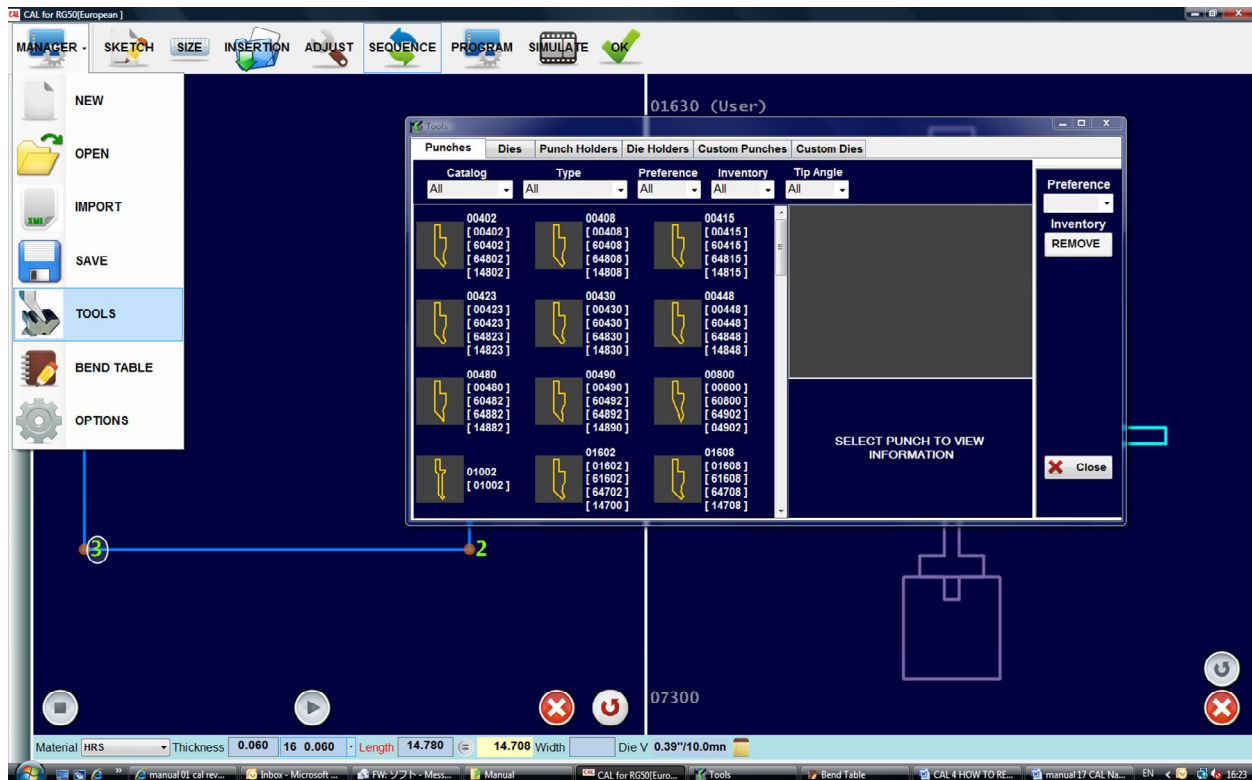 CAL for RG50[European ]
MANAGER
SKETCH
SIZE
INSERTION
ADJUST
SEQUENCE
PROGRAM
SIMULATE
OK
NEW
OPEN
XML
IMPORT
SAVE
TOOLS
BEND TABLE
OPTIONS
01630 (User)
Tools
Punches Dies Punch Holders Die Holders Custom Punches Custom Dies
Catalog Type Preference Inventory Tip Angle
All All All All All
00402
[ 00402 ]
[ 60402 ]
[ 64802 ]
[ 14802 ]
00408
[ 00408 ]
[ 60408 ]
[ 64808 ]
[ 14808 ]
00415
[ 00415 ]
[ 60415 ]
[ 64815 ]
[ 14815 ]
00423
[ 00423 ]
[ 60423 ]
[ 64823 ]
[ 14823 ]
00430
[ 00430 ]
[ 60430 ]
[ 64830 ]
[ 14830 ]
00448
[ 00448 ]
[ 60448 ]
[ 64848 ]
[ 14848 ]
00480
[ 00480 ]
[ 60482 ]
[ 64882 ]
[ 14882 ]
00490
[ 00490 ]
[ 60492 ]
[ 64892 ]
[ 14890 ]
00800
[ 00800 ]
[ 60800 ]
[ 64902 ]
[ 04902 ]
01002
[ 01002 ]
01602
[ 01602 ]
[ 61602 ]
[ 64702 ]
[ 14700 ]
01608
[ 01608 ]
[ 61608 ]
[ 64708 ]
[ 14708 ]
SELECT PUNCH TO VIEW
INFORMATION
Preference
Inventory
REMOVE
Close
3
2
07300
Material HRS Thickness 0.060 16 0.060 Length 14.780 = 14.708 Width Die V 0.39"/10.0mn
manual 01 cal rev... Inbox - Microsoft ... FW: ソフト - Mess... Manual CAL for RG50[Euro... Tools Bend Table CAL 4 HOW TO RE... manual 17 CAL Na... EN 16:23